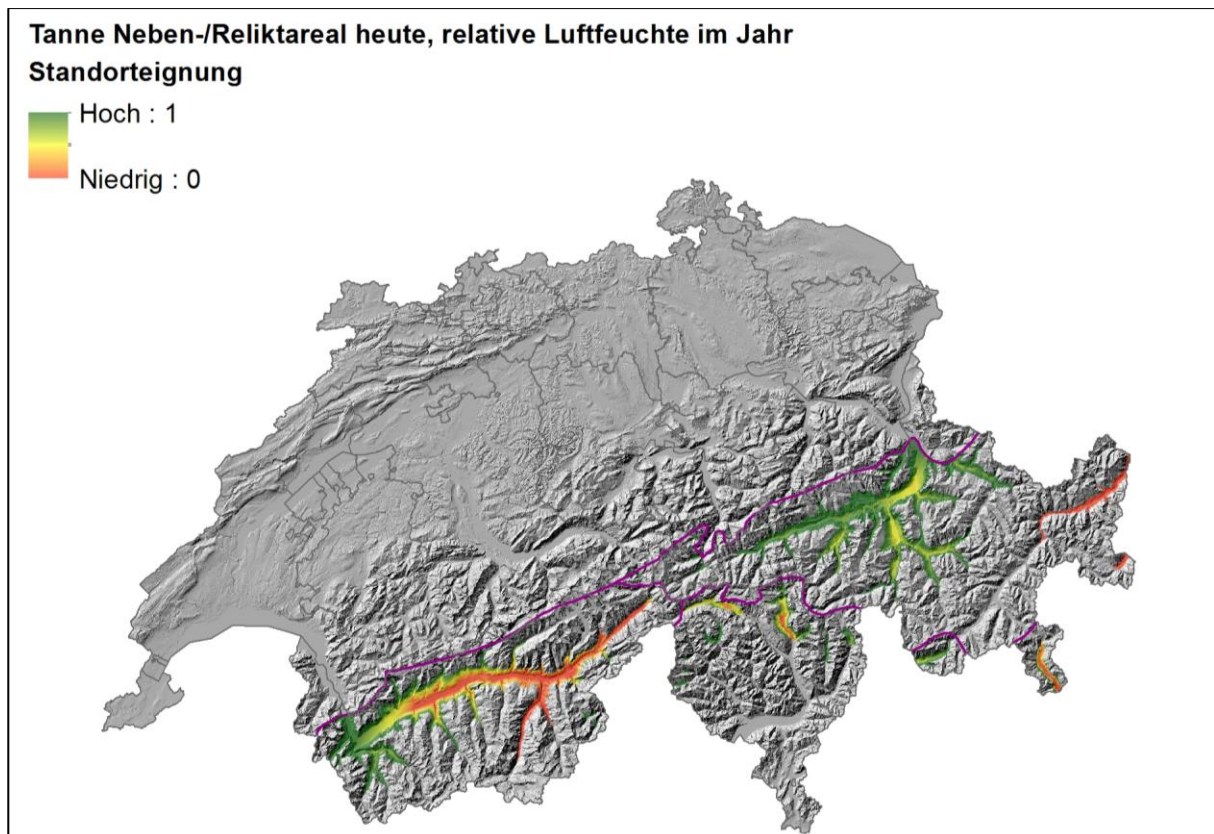 Tanne Neben-/Reliktareal heute, relative Luftfeuchte im Jahr
Standorteignung
Hoch : 1
Niedrig : 0